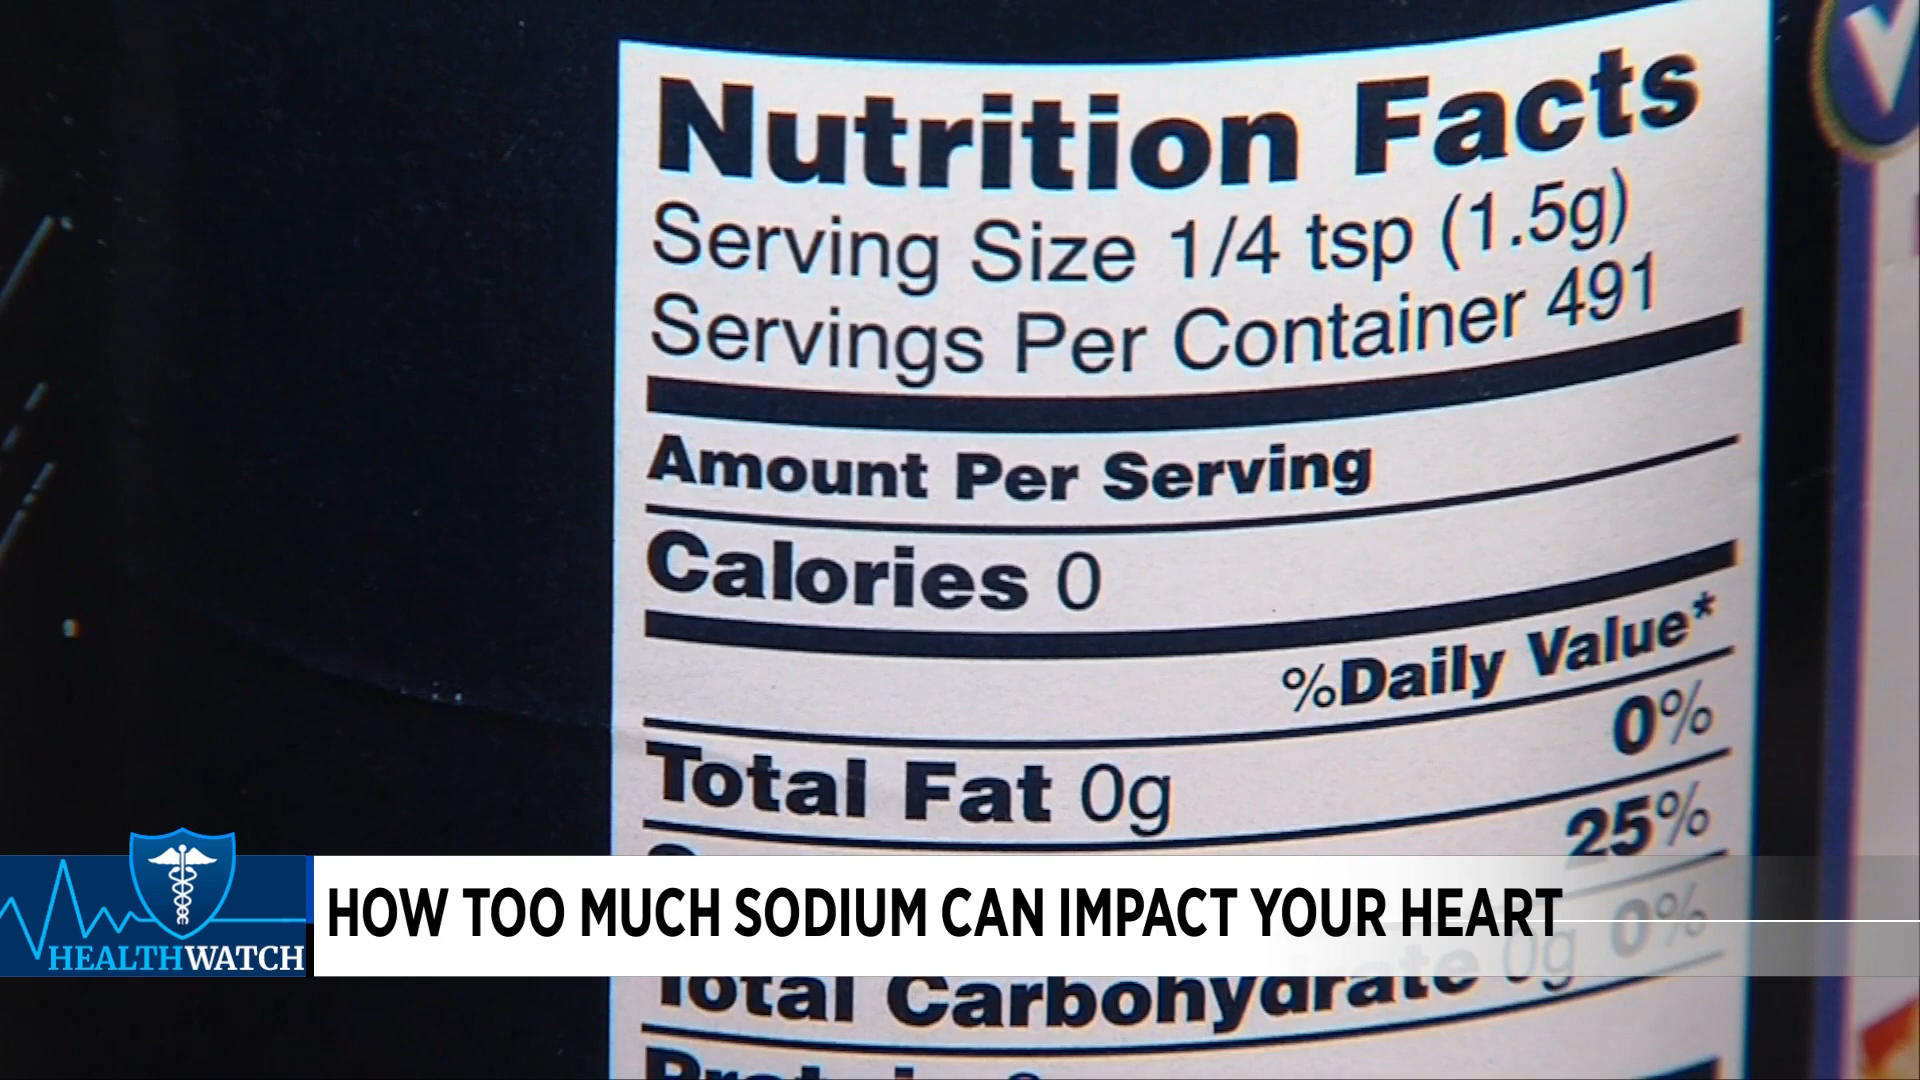 Nutrition Facts
Serving Size 1/4 tsp (1.5g)
Servings Per Container 491
Amount Per Serving
Calories 0
%Daily Value*
Total Fat 0g 0%
25%
HEALTHWATCH
HOW TOO MUCH SODIUM CAN IMPACT YOUR HEART
Total Carbohydrate 0g 0%